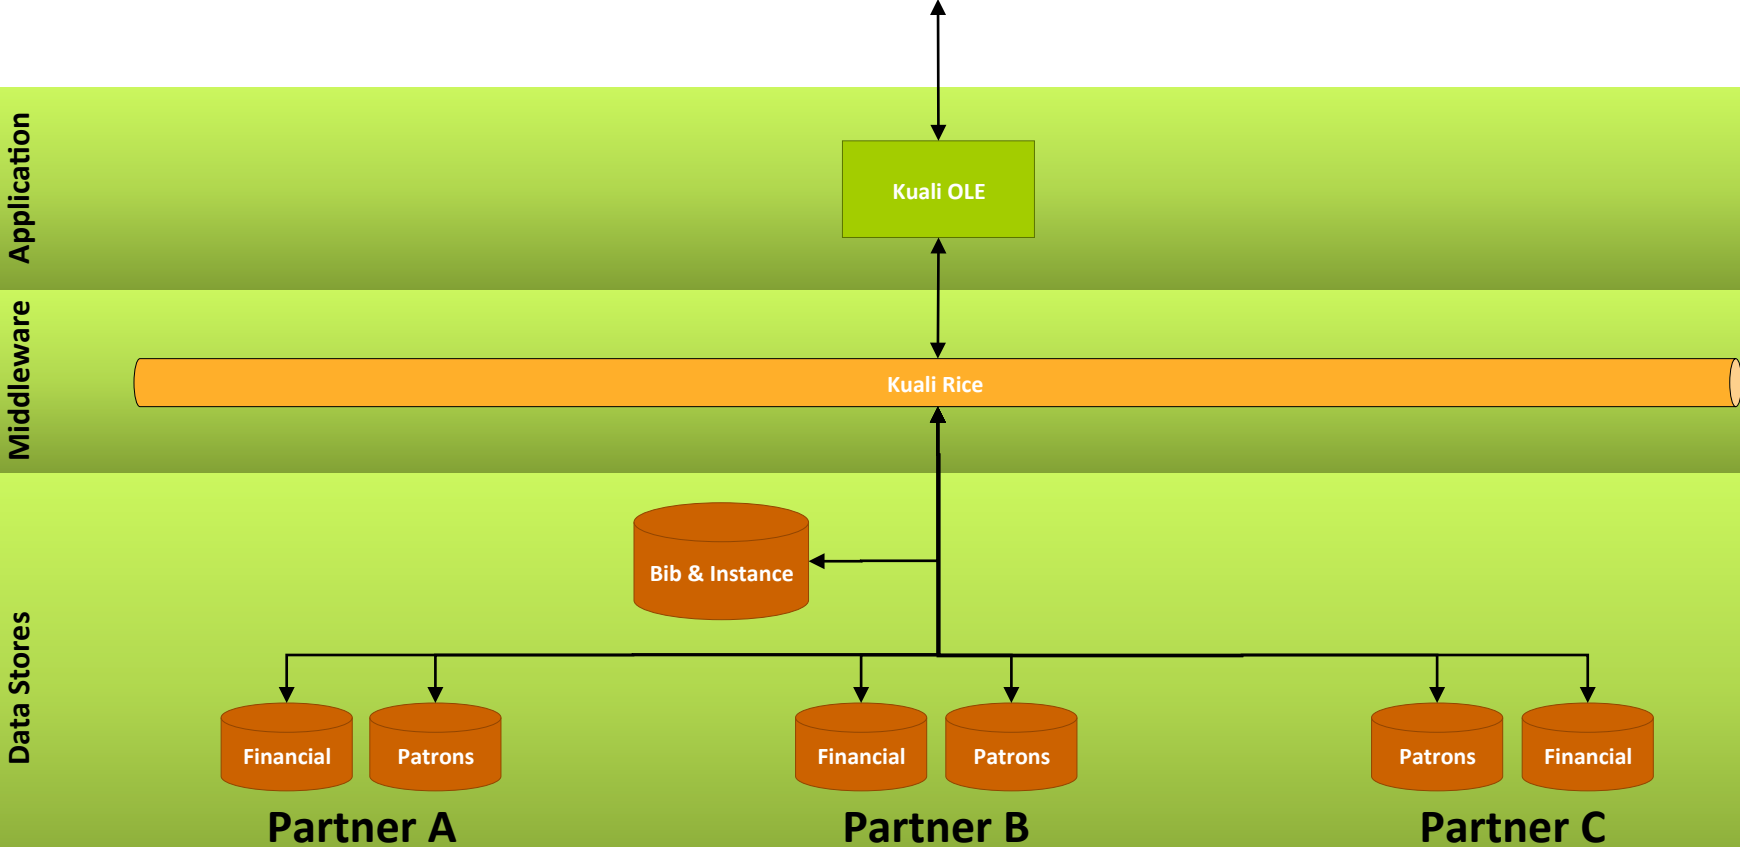 Application
Kuali OLE
Middleware
Kuali Rice
Data Stores
Bib & Instance
Financial
Patrons
Financial
Patrons
Patrons
Financial
Partner A
Partner B
Partner C